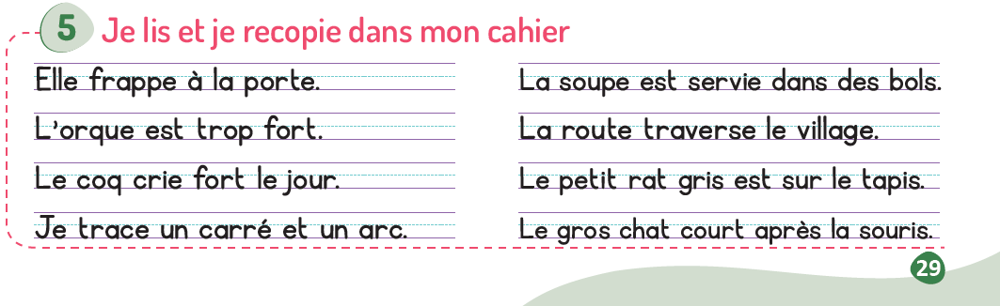 5 Je lis et je recopie dans mon cahier
Elle frappe à la porte.
L'orque est trop fort.
Le coq crie fort le jour.
Je trace un carré et un arc.
La soupe est servie dans des bols.
La route traverse le village.
Le petit rat gris est sur le tapis.
Le gros chat court après la souris.
29